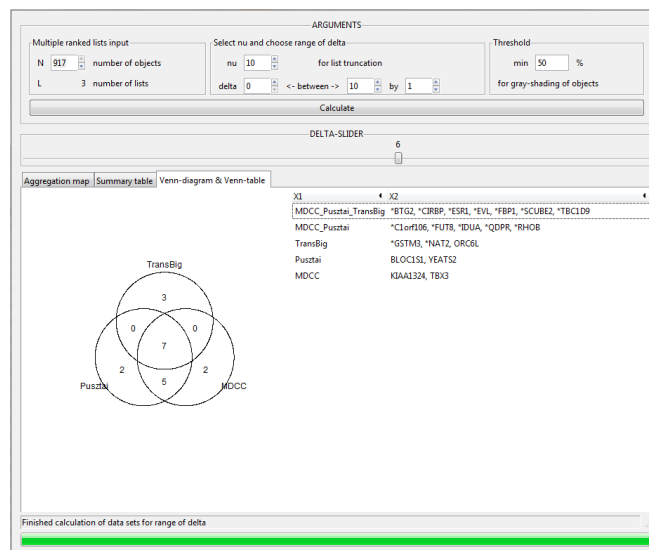 ARGUMENTS
Multiple ranked lists input
Select nu and choose range of delta
Threshold
N 917 number of objects
nu 10 for list truncation
min 50 %
L 3 number of lists
delta 0 <- between -> 10 by 1
for gray-shading of objects
Calculate
DELTA-SLIDER
6
Aggregation map Summary table Venn-diagram & Venn-table
X1 X2
MDCC_Pusztai_TransBig *BTG2, *CIRBP, *ESR1, *EVL, *FBP1, *SCUBE2, *TBC1D9
MDCC_Pusztai *C1orf106, *FUT8, *IDUA, *QDPR, *RHOB
TransBig *GSTM3, *NAT2, ORC6L
Pusztai BLOC1S1, YEATS2
MDCC KIAA1324, TBX3
TransBig
3
0 0
7
2 2
5
Pusztai MDCC
Finished calculation of data sets for range of delta